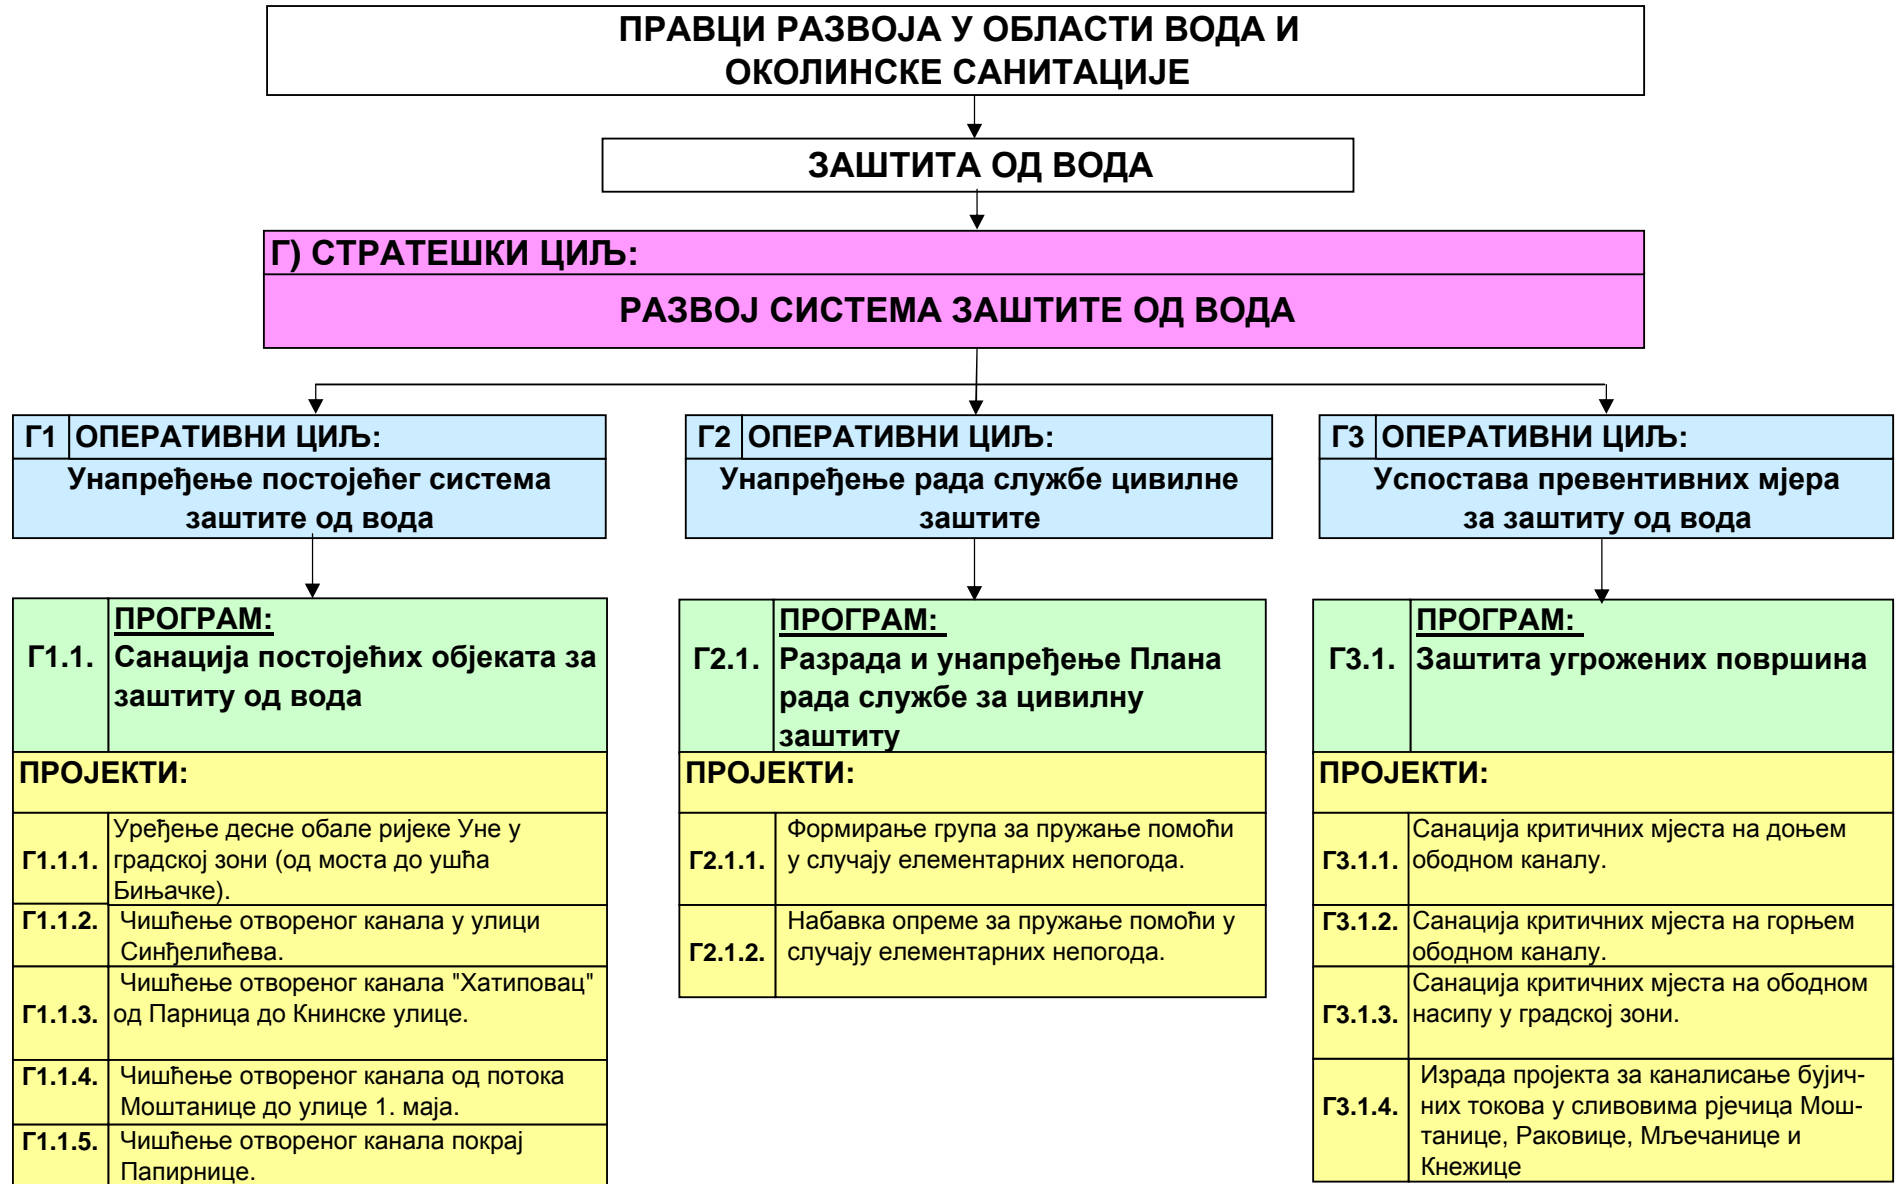 ПРАВЦИ РАЗВОЈА У ОБЛАСТИ ВОДА И
ОКОЛИНСКЕ САНИТАЦИЈЕ
ЗАШТИТА ОД ВОДА
Г) СТРАТЕШКИ ЦИЉ:
РАЗВОЈ СИСТЕМА ЗАШТИТЕ ОД ВОДА
Г1 ОПЕРАТИВНИ ЦИЉ:
Унапређење постојећег система
заштите од вода
Г1.1. ПРОГРАМ:
Санација постојећих објеката за
заштиту од вода
ПРОЈЕКТИ:
Г1.1.1. Уређење десне обале ријеке Уне у
градској зони (од моста до ушћа
Бињачке).
Г1.1.2. Чишћење отвореног канала у улици
Синђелићева.
Г1.1.3. Чишћење отвореног канала "Хатиповац"
од Парница до Книнске улице.
Г1.1.4. Чишћење отвореног канала од потока
Моштанице до улице 1. маја.
Г1.1.5. Чишћење отвореног канала покрај
Папирнице.
Г2 ОПЕРАТИВНИ ЦИЉ:
Унапређење рада службе цивилне
заштите
Г2.1. ПРОГРАМ:
Разрада и унапређење Плана
рада службе за цивилну
заштиту
ПРОЈЕКТИ:
Г2.1.1. Формирање група за пружање помоћи
у случају елементарних непогода.
Г2.1.2. Набавка опреме за пружање помоћи у
случају елементарних непогода.
Г3 ОПЕРАТИВНИ ЦИЉ:
Успостава превентивних мјера
за заштиту од вода
Г3.1. ПРОГРАМ:
Заштита угрожених површина
ПРОЈЕКТИ:
Г3.1.1. Санација критичних мјеста на доњем
ободном каналу.
Г3.1.2. Санација критичних мјеста на горњем
ободном каналу.
Г3.1.3. Санација критичних мјеста на ободном
насипу у градској зони.
Г3.1.4. Израда пројекта за каналисање бујич-
них токова у сливовима рјечица Мош-
танице, Раковице, Мљечанице и
Кнежице